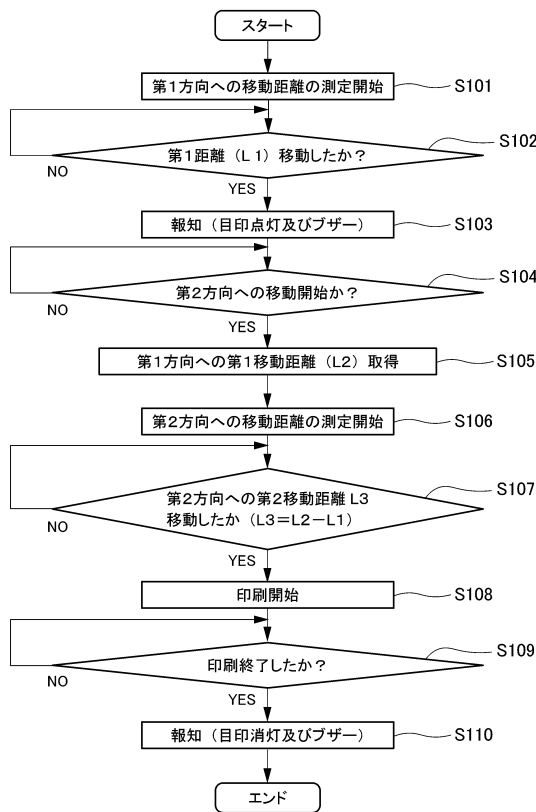 スタート
第1方向への移動距離の測定開始
S101
第1距離（L1）移動したか？
S102
NO
YES
報知（目印点灯及びブザー）
S103
第2方向への移動開始か？
S104
NO
YES
第1方向への第1移動距離（L2）取得
S105
第2方向への移動距離の測定開始
S106
第2方向への第2移動距離L3
移動したか（L3＝L2－L1）
S107
NO
YES
印刷開始
S108
印刷終了したか？
S109
NO
YES
報知（目印消灯及びブザー）
S110
エンド